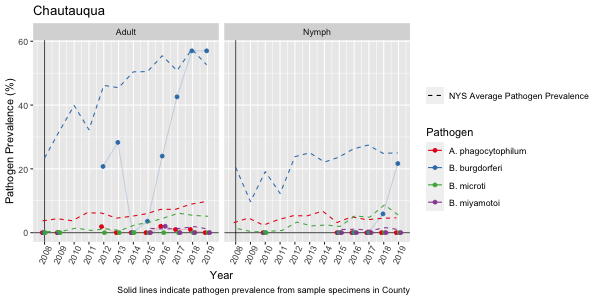 Chautauqua
Adult
Nymph
Pathogen Prevalence (%)
60
40
20
0
2008 2009 2010 2011 2012 2013 2014 2015 2016 2017 2018 2019
2008 2009 2010 2011 2012 2013 2014 2015 2016 2017 2018 2019
Year
Solid lines indicate pathogen prevalence from sample specimens in County
NYS Average Pathogen Prevalence
Pathogen
A. phagocytophilum
B. burgdorferi
B. microti
B. miyamotoi